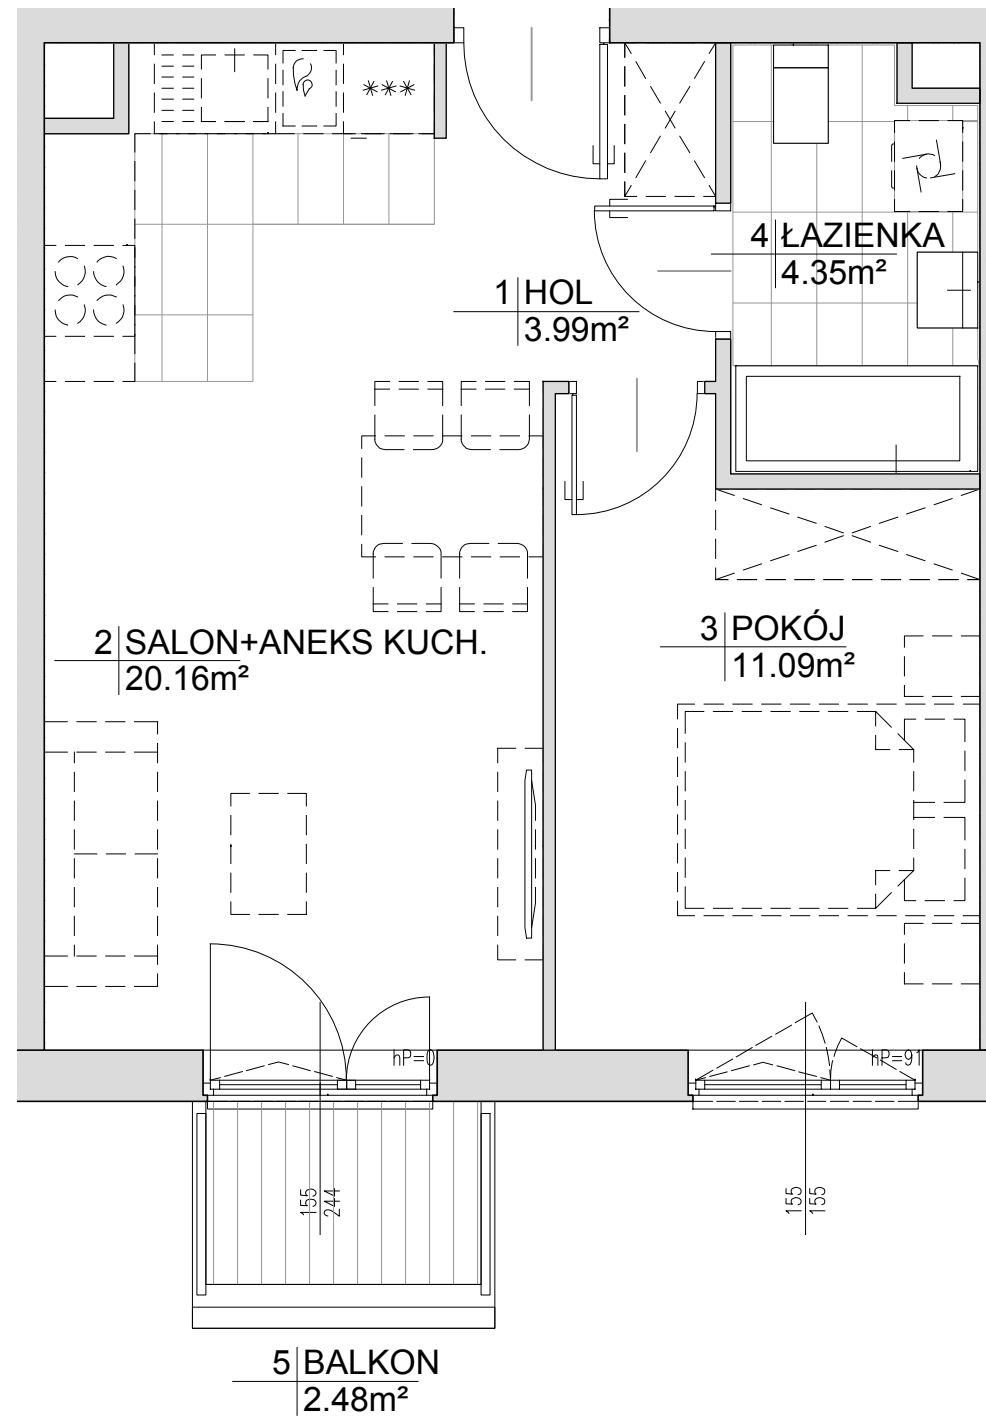 ***
4 ŁAZIENKA
4.35m²
1 HOL
3.99m²
2 SALON+ANEKS KUCH.
20.16m²
3 POKÓJ
11.09m²
hP=0
hP=91
155
244
155
155
5 BALKON
2.48m²